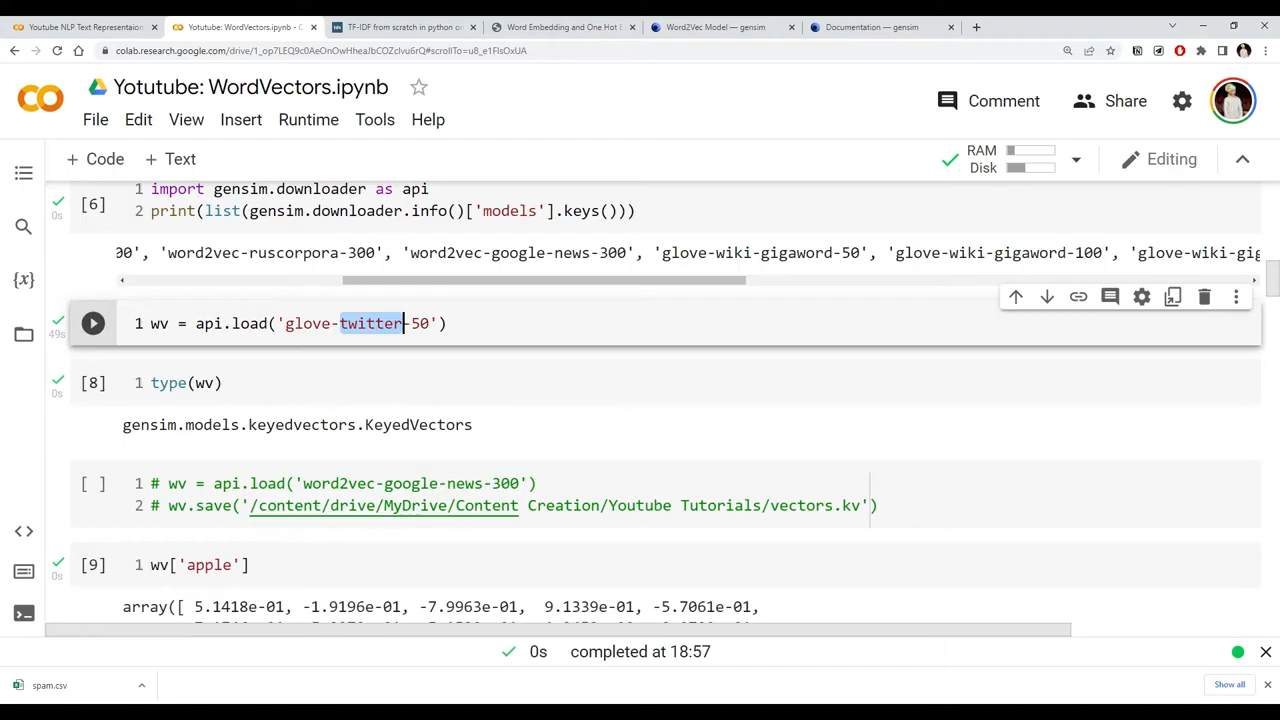 Youtube NLP Text Representaion
Yotutube: WordVectors.ipynb - C
TF-IDF from scratch in python o
Word Embedding and One Hot E
Word2Vec Model — gensim
Documentation — gensim
colab.research.google.com/drive/1_op7LEQ9c0AeOnOwHheaJbCOZclvu6rQ#scrollTo=u8_e1FIsOxUA
Yotutube: WordVectors.ipynb
Comment
Share
File Edit View Insert Runtime Tools Help
+ Code + Text
RAM
Disk
Editing
[6]
0s
1 import gensim.downloader as api
2 print(list(gensim.downloader.info()['models'].keys()))
00', 'word2vec-ruscorpora-300', 'word2vec-google-news-300', 'glove-wiki-gigaword-50', 'glove-wiki-gigaword-100', 'glove-wiki-gig
49s
1 wv = api.load('glove-twitter-50')
[8]
0s
1 type(wv)
gensim.models.keyedvectors.KeyedVectors
[ ]
1 # wv = api.load('word2vec-google-news-300')
2 # wv.save('/content/drive/MyDrive/Content Creation/Youtube Tutorials/vectors.kv')
[9]
0s
1 wv['apple']
array([ 5.1418e-01, -1.9196e-01, -7.9963e-01, 9.1339e-01, -5.7061e-01,
0s completed at 18:57
spam.csv
Show all